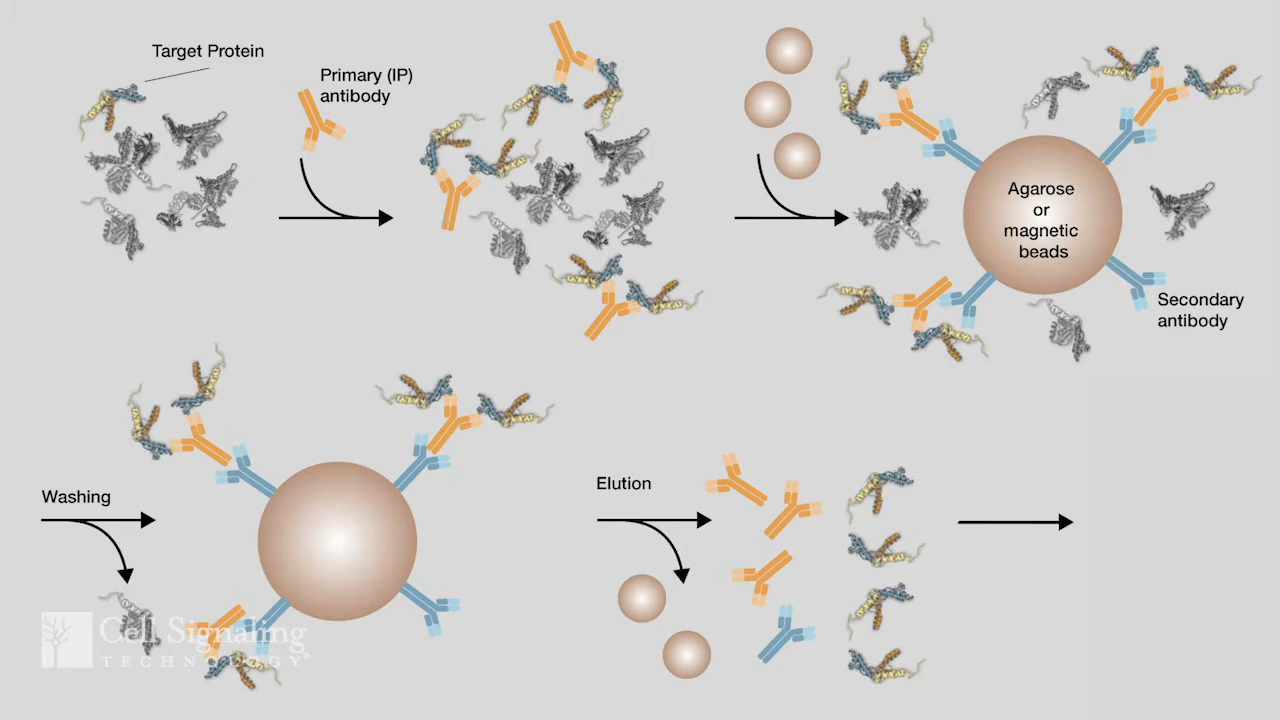 Target Protein
Primary (IP)
antibody
Agarose
or
magnetic
beads
Secondary
antibody
Washing
Elution
Cell Signaling
TECHNOLOGY®